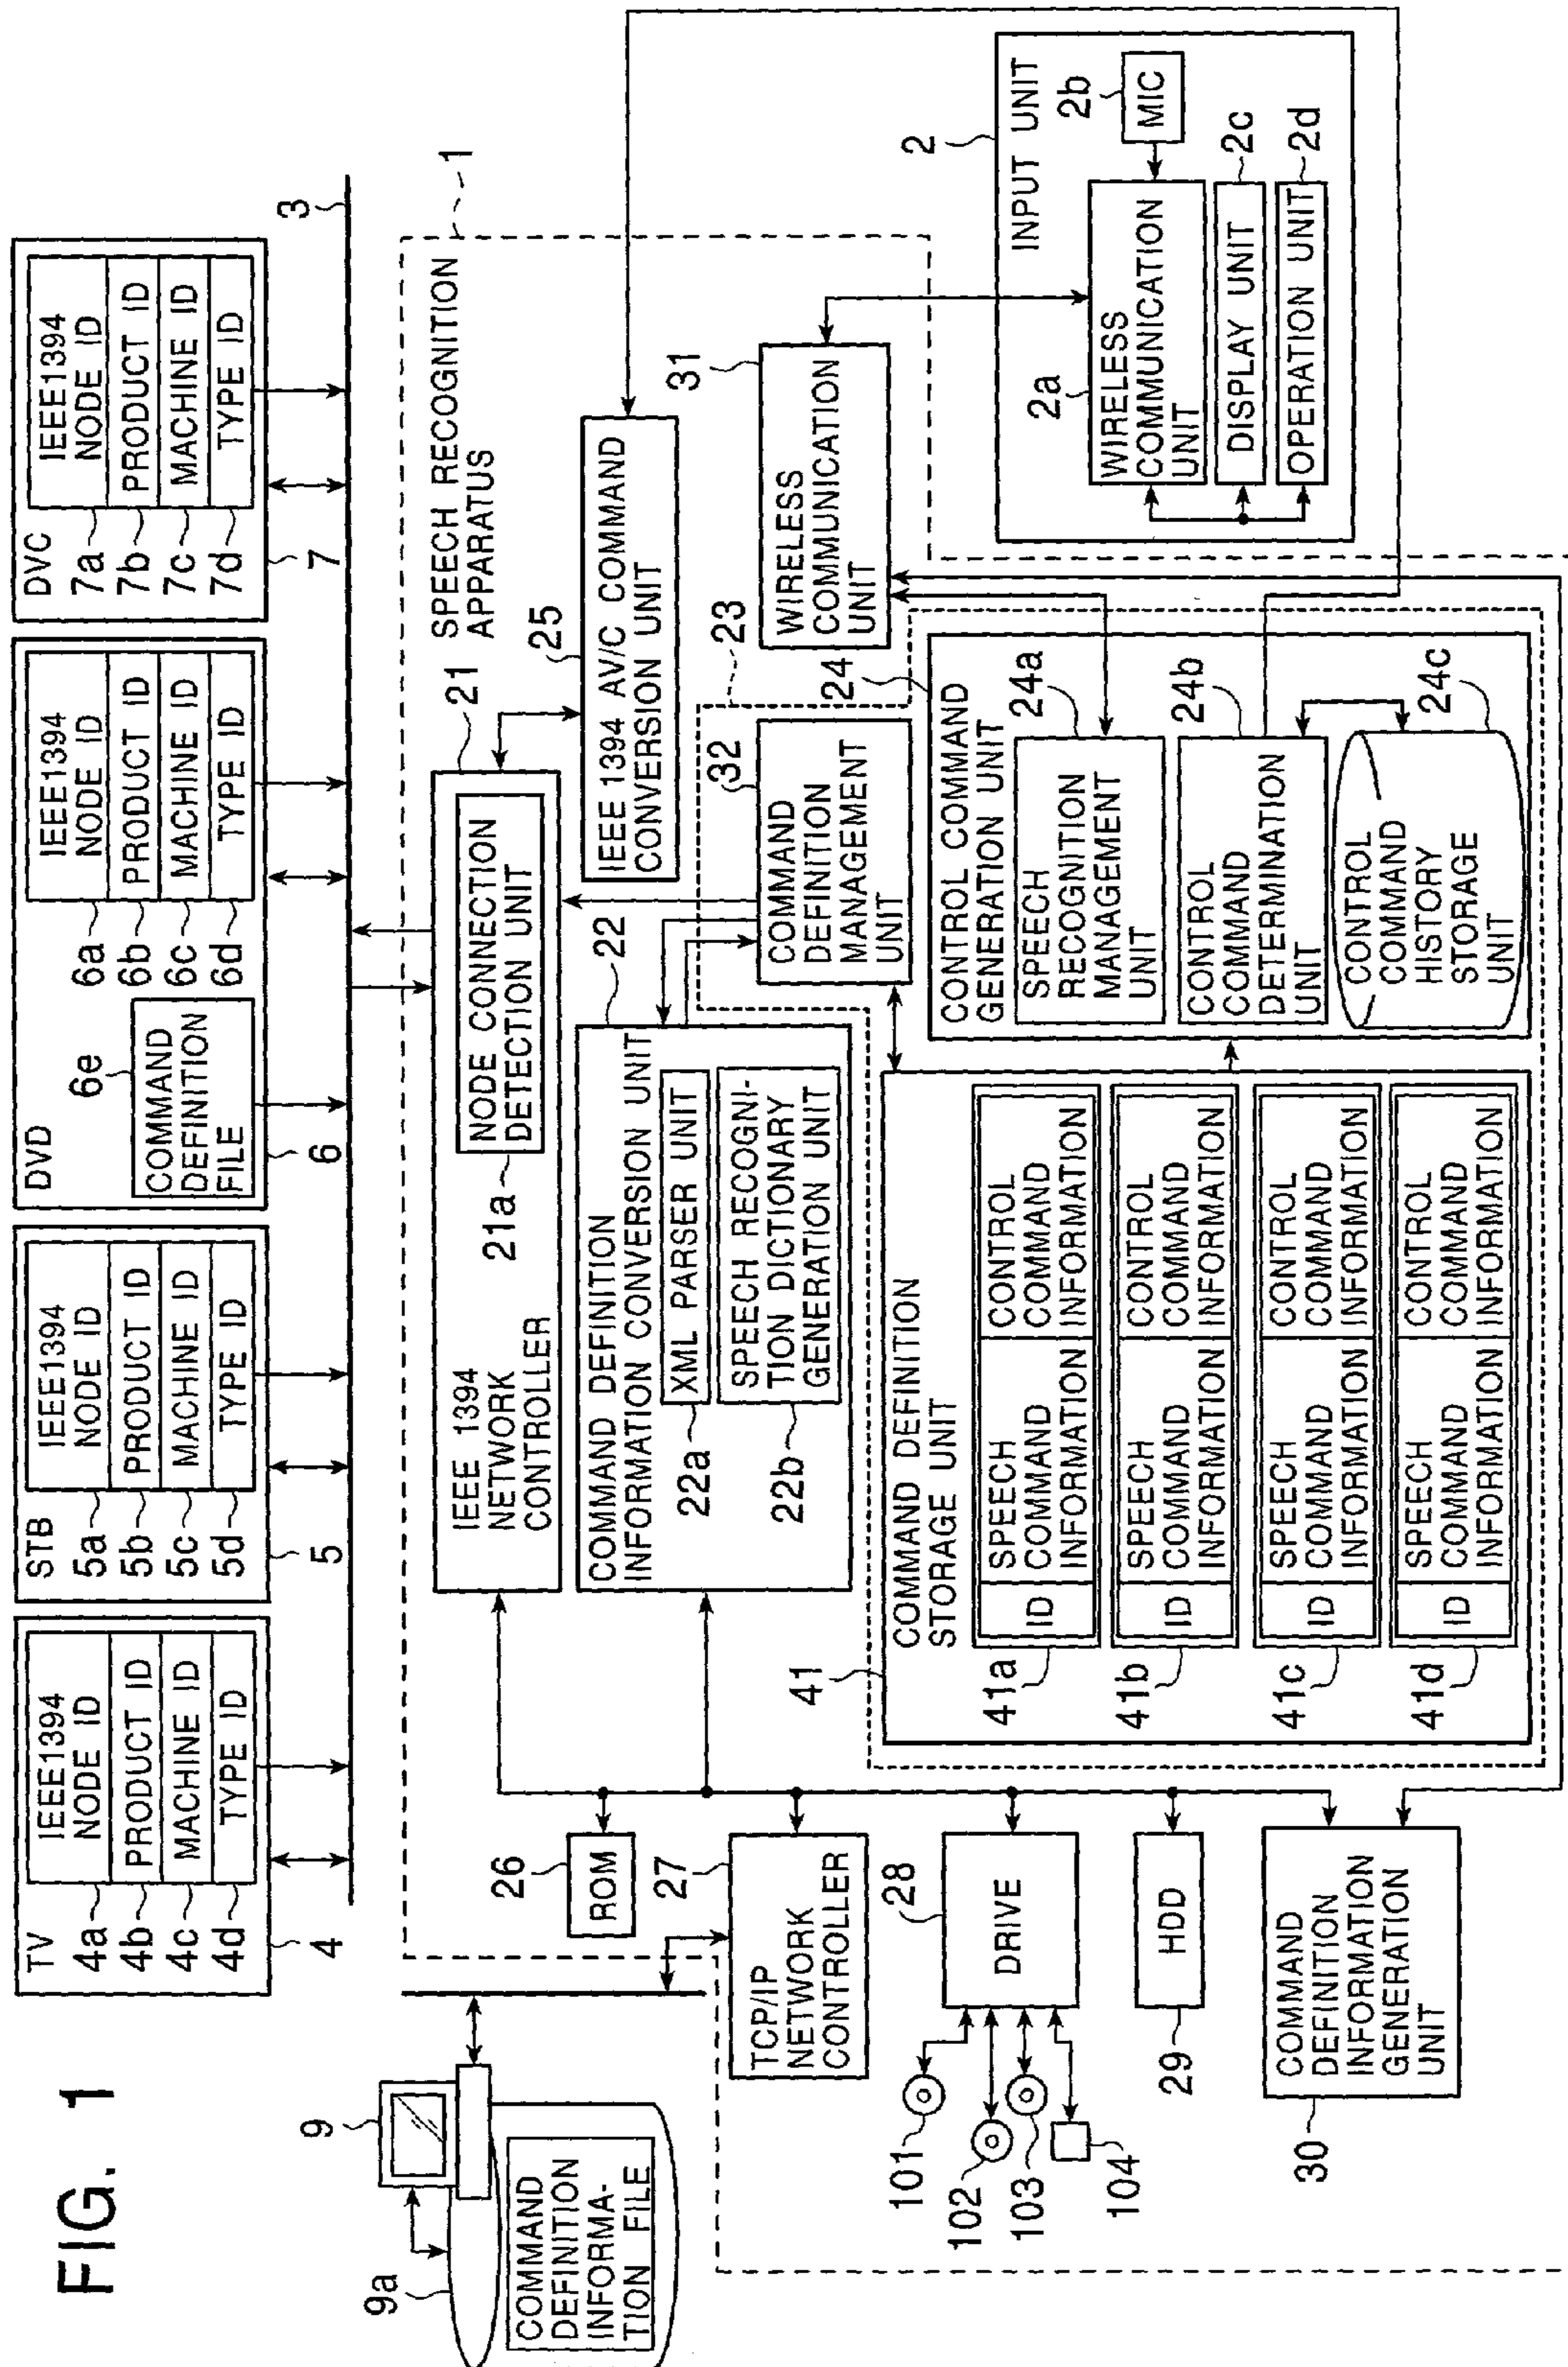 FIG. 1
TV
4a
4b
4c
4d
IEEE1394
NODE ID
PRODUCT ID
MACHINE ID
TYPE ID
4
STB
5a
5b
5c
5d
IEEE1394
NODE ID
PRODUCT ID
MACHINE ID
TYPE ID
5
DVD
6e
COMMAND
DEFINITION
FILE
6a
6b
6c
6d
IEEE1394
NODE ID
PRODUCT ID
MACHINE ID
TYPE ID
6
DVC
7a
7b
7c
7d
IEEE1394
NODE ID
PRODUCT ID
MACHINE ID
TYPE ID
7
3
1
SPEECH RECOGNITION
APPARATUS
9
9a
COMMAND
DEFINITION
INFORMA-
TION FILE
21
IEEE 1394
NETWORK
CONTROLLER
21a
NODE CONNECTION
DETECTION UNIT
25
IEEE 1394 AV/C COMMAND
CONVERSION UNIT
26
ROM
22
COMMAND DEFINITION
INFORMATION CONVERSION UNIT
22a
XML PARSER UNIT
22b
SPEECH RECOGNI-
TION DICTIONARY
GENERATION UNIT
27
TCP/IP
NETWORK
CONTROLLER
23
32
COMMAND
DEFINITION
MANAGEMENT
UNIT
31
WIRELESS
COMMUNICATION
UNIT
28
DRIVE
101
102
103
104
41
COMMAND DEFINITION
STORAGE UNIT
41a
ID
SPEECH
COMMAND
INFORMATION
CONTROL
COMMAND
INFORMATION
41b
ID
SPEECH
COMMAND
INFORMATION
CONTROL
COMMAND
INFORMATION
41c
ID
SPEECH
COMMAND
INFORMATION
CONTROL
COMMAND
INFORMATION
41d
ID
SPEECH
COMMAND
INFORMATION
CONTROL
COMMAND
INFORMATION
24
CONTROL COMMAND
GENERATION UNIT
24a
SPEECH
RECOGNITION
MANAGEMENT
UNIT
24b
CONTROL
COMMAND
DETERMINATION
UNIT
24c
CONTROL
COMMAND
HISTORY
STORAGE
UNIT
2
INPUT UNIT
2a
WIRELESS
COMMUNICATION
UNIT
2b
MIC
2c
DISPLAY UNIT
2d
OPERATION UNIT
29
HDD
30
COMMAND
DEFINITION
INFORMATION
GENERATION
UNIT